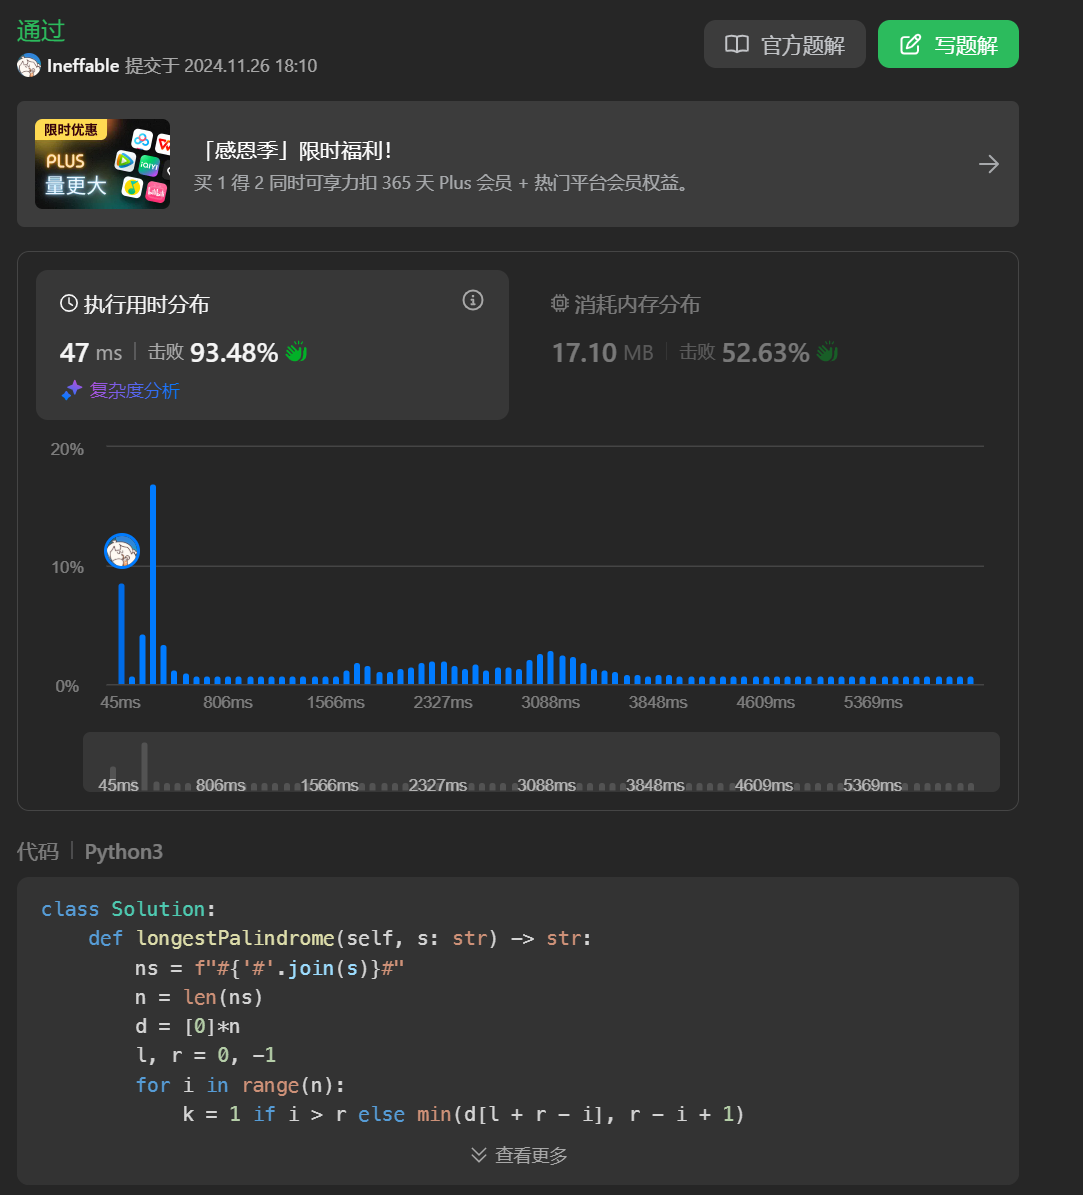 通过
官方题解
写题解
Ineffable 提交于 2024.11.26 18:10
限时优惠
PLUS
量更大
「感恩季」限时福利!
买 1 得 2 同时可享力扣 365 天 Plus 会员 + 热门平台会员权益。
执行用时分布
47 ms | 击败 93.48%
复杂度分析
消耗内存分布
17.10 MB | 击败 52.63%
20%
10%
0%
45ms 806ms 1566ms 2327ms 3088ms 3848ms 4609ms 5369ms
45ms 806ms 1566ms 2327ms 3088ms 3848ms 4609ms 5369ms
代码 | Python3
class Solution:
    def longestPalindrome(self, s: str) -> str:
        ns = f"#{'#'.join(s)}#"
        n = len(ns)
        d = [0]*n
        l, r = 0, -1
        for i in range(n):
            k = 1 if i > r else min(d[l + r - i], r - i + 1)
查看更多